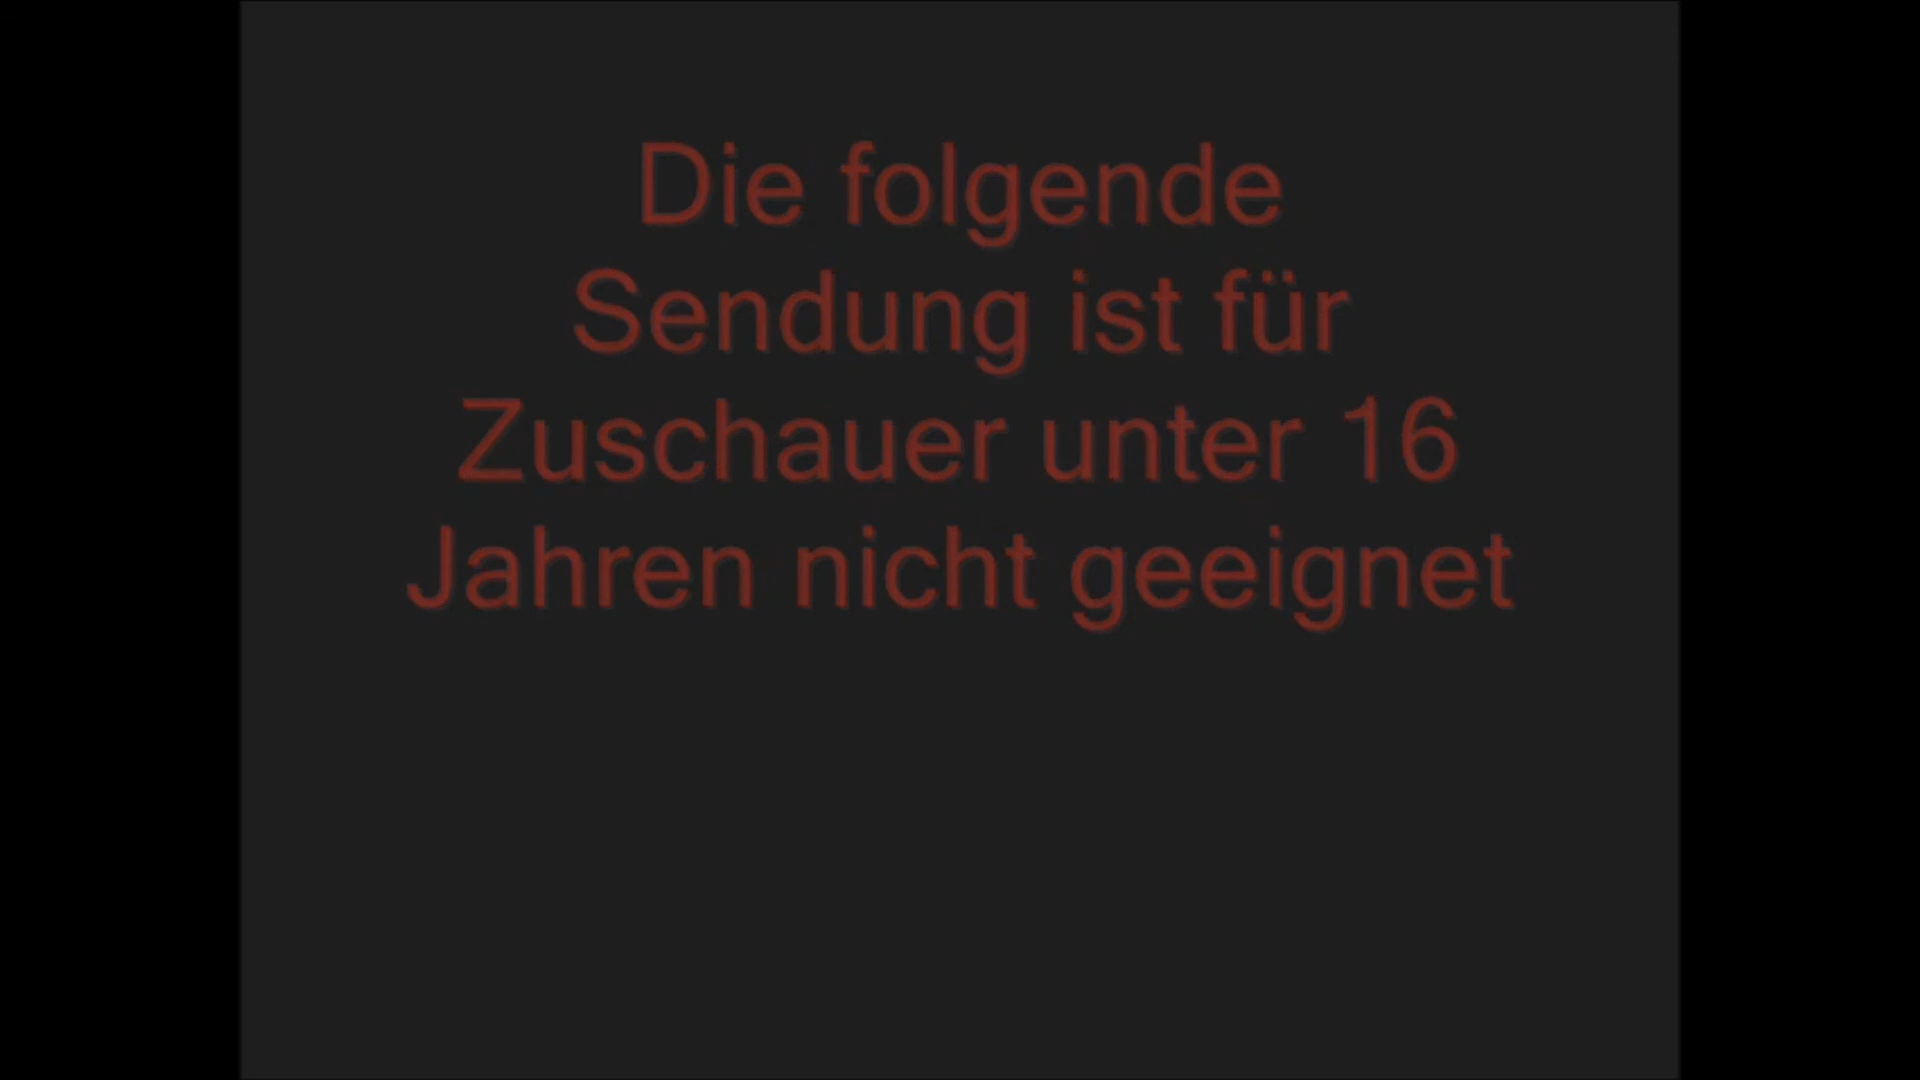 Die folgende
Sendung ist für
Zuschauer unter 16
Jahren nicht geeignet